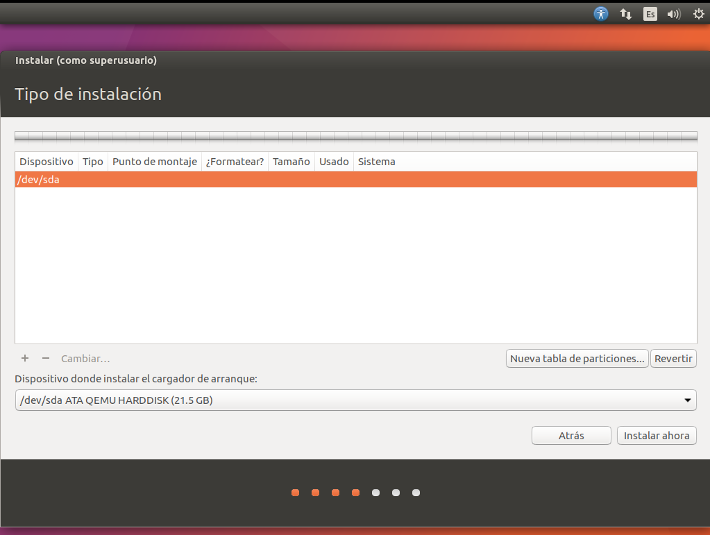 Es
Instalar (como superusuario)
Tipo de instalación
Dispositivo Tipo Punto de montaje ¿Formatear? Tamaño Usado Sistema
/dev/sda
+ − Cambiar... Nueva tabla de particiones... Revertir
Dispositivo donde instalar el cargador de arranque:
/dev/sda ATA QEMU HARDDISK (21.5 GB)
Atrás Instalar ahora